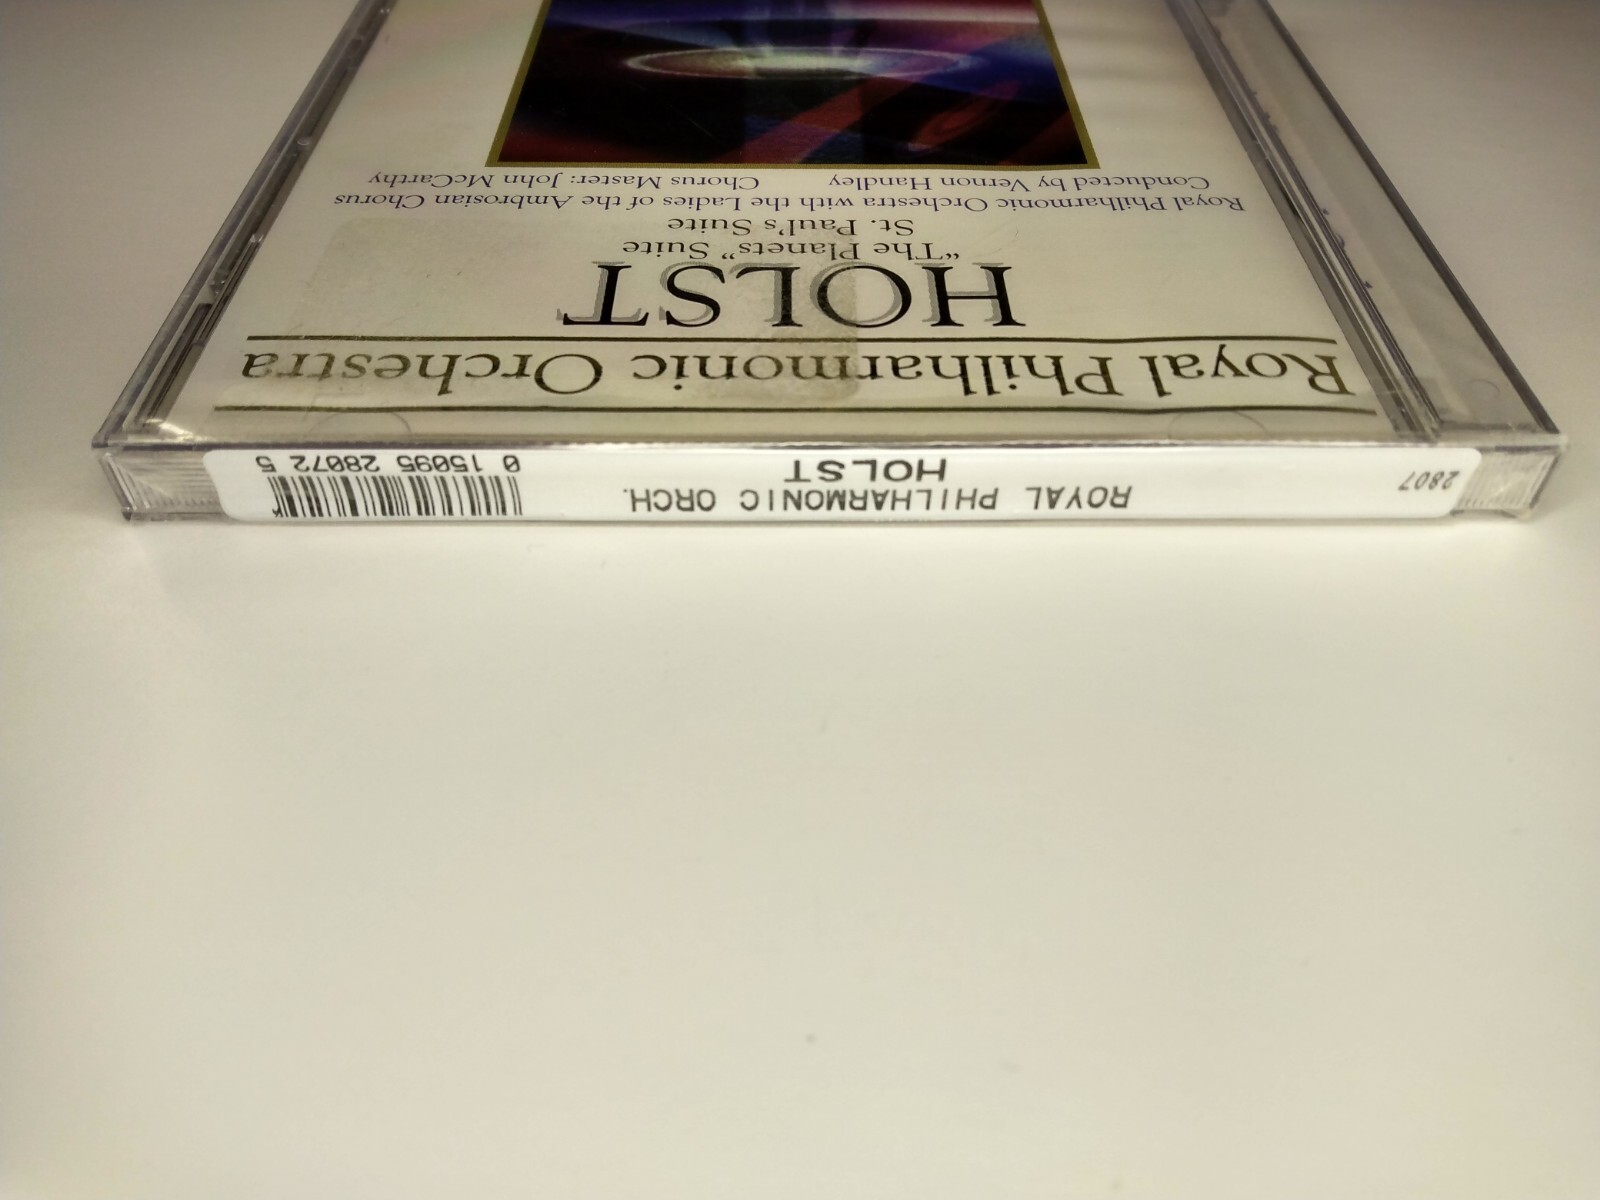 2807
ROYAL PHILHARMONIC ORCH.
HOLST
0 15095 28072 5
Royal Philharmonic Orchestra
HOLST
“The Planets” Suite
St. Paul's Suite
Royal Philharmonic Orchestra with the Ladies of the Ambrosian Chorus
Conducted by Vernon Handley Chorus Master: John McCarthy